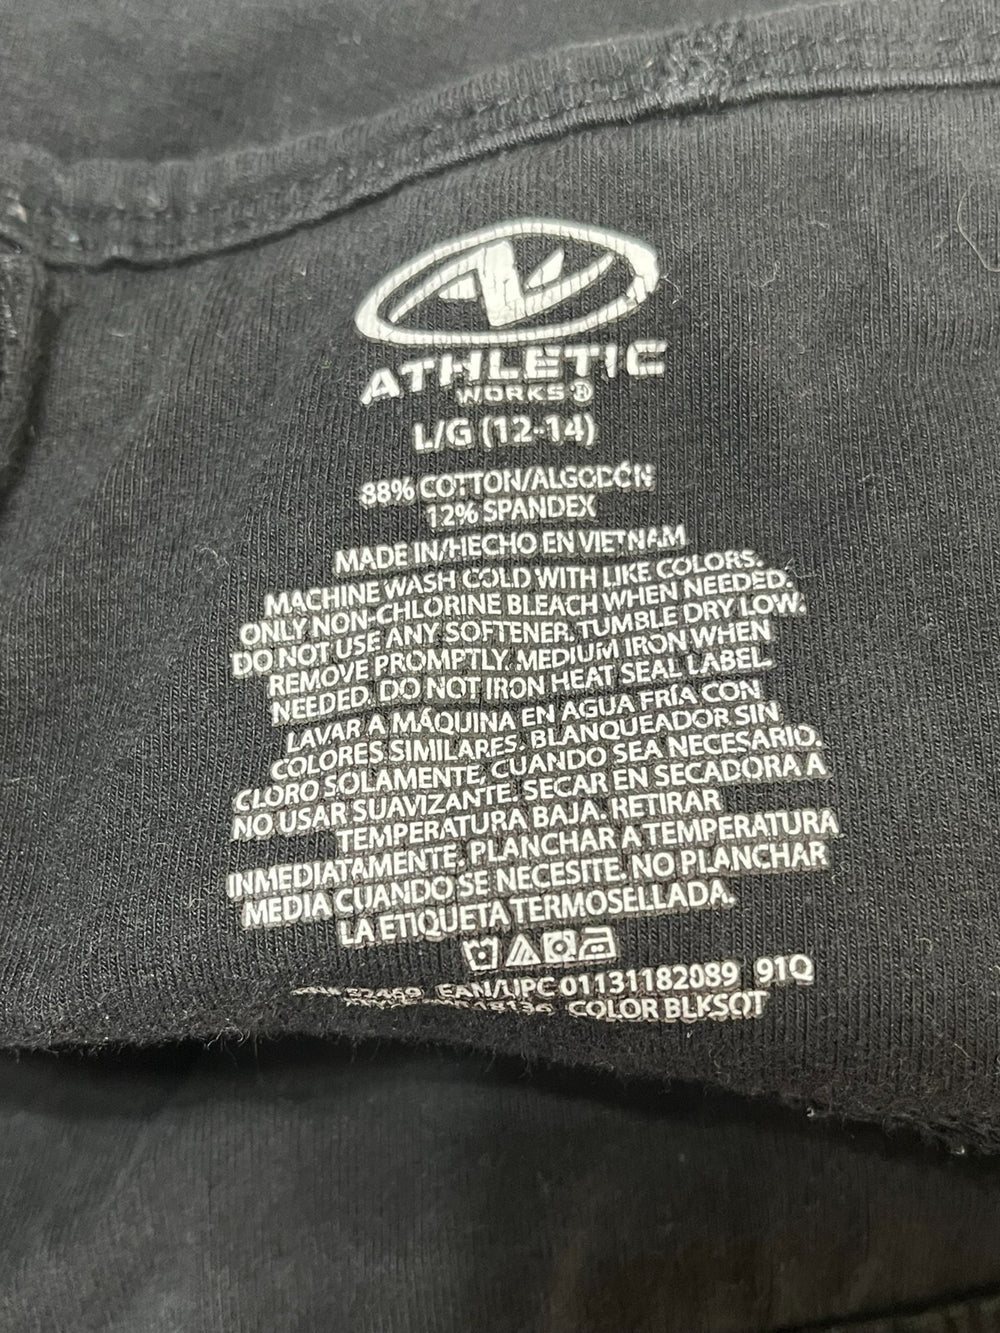 ATHLETIC
WORKS®
L/G (12-14)
88% COTTON/ALGODÓN
12% SPANDEX
MADE IN/HECHO EN VIETNAM
MACHINE WASH COLD WITH LIKE COLORS.
ONLY NON-CHLORINE BLEACH WHEN NEEDED.
DO NOT USE ANY SOFTENER. TUMBLE DRY LOW.
REMOVE PROMPTLY. MEDIUM IRON WHEN
NEEDED. DO NOT IRON HEAT SEAL LABEL.
LAVAR A MÁQUINA EN AGUA FRÍA CON
COLORES SIMILARES. BLANQUEADOR SIN
CLORO SOLAMENTE, CUANDO SEA NECESARIO.
NO USAR SUAVIZANTE. SECAR EN SECADORA A
TEMPERATURA BAJA. RETIRAR
INMEDIATAMENTE. PLANCHAR A TEMPERATURA
MEDIA CUANDO SE NECESITE. NO PLANCHAR
LA ETIQUETA TERMOSELLADA.
EAN/UPC 01131182089 91Q
COLOR BLKSOT